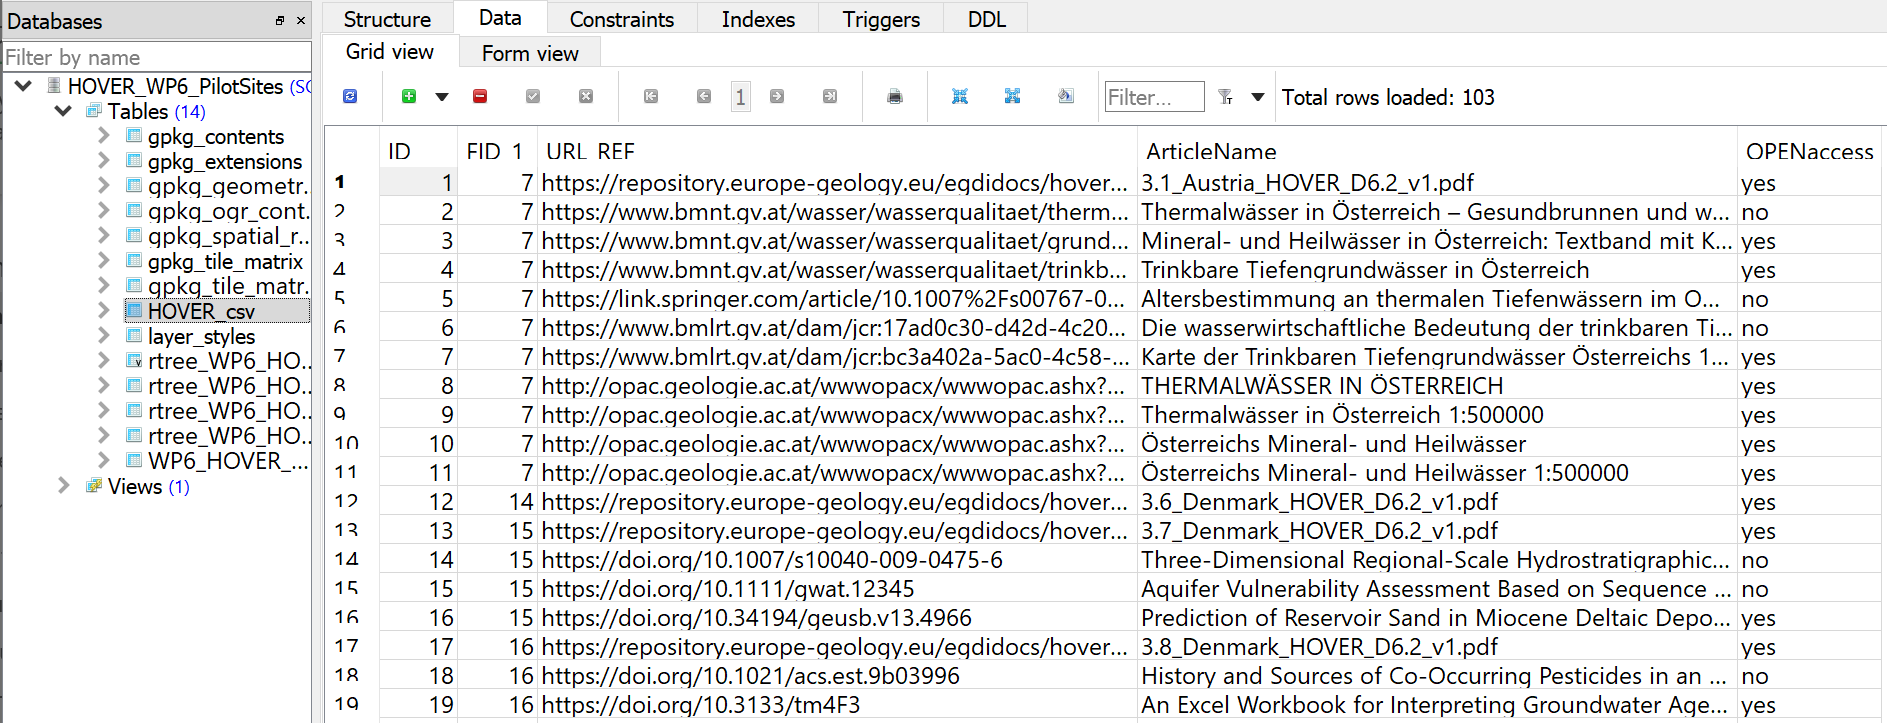 Databases
Filter by name
HOVER_WP6_PilotSites (SC
Tables (14)
gpkg_contents
gpkg_extensions
gpkg_geometr...
gpkg_ogr_cont...
gpkg_spatial_r...
gpkg_tile_matrix
gpkg_tile_matr...
HOVER_csv
layer_styles
rtree_WP6_HO...
rtree_WP6_HO...
rtree_WP6_HO...
rtree_WP6_HO...
WP6_HOVER_...
Views (1)
Structure Data Constraints Indexes Triggers DDL
Grid view Form view
1 Filter... Total rows loaded: 103
ID FID_1 URL_REF ArticleName OPENaccess
1 1 7 https://repository.europe-geology.eu/egdidocs/hover... 3.1_Austria_HOVER_D6.2_v1.pdf yes
2 2 7 https://www.bmnt.gv.at/wasser/wasserqualitaet/therm... Thermalwässer in Österreich – Gesundbrunnen und w... no
3 3 7 https://www.bmnt.gv.at/wasser/wasserqualitaet/grund... Mineral- und Heilwässer in Österreich: Textband mit K... yes
4 4 7 https://www.bmnt.gv.at/wasser/wasserqualitaet/trinkb... Trinkbare Tiefengrundwässer in Österreich yes
5 5 7 https://link.springer.com/article/10.1007%2Fs00767-0... Altersbestimmung an thermalen Tiefenwässern im O... no
6 6 7 https://www.bmlrt.gv.at/dam/jcr:17ad0c30-d42d-4c20... Die wasserwirtschaftliche Bedeutung der trinkbaren Ti... no
7 7 7 https://www.bmlrt.gv.at/dam/jcr:bc3a402a-5ac0-4c58-... Karte der Trinkbaren Tiefengrundwässer Österreichs 1... yes
8 8 7 http://opac.geologie.ac.at/wwwopacx/wwwopac.ashx?... THERMALWÄSSER IN ÖSTERREICH yes
9 9 7 http://opac.geologie.ac.at/wwwopacx/wwwopac.ashx?... Thermalwässer in Österreich 1:500000 yes
10 10 7 http://opac.geologie.ac.at/wwwopacx/wwwopac.ashx?... Österreichs Mineral- und Heilwässer yes
11 11 7 http://opac.geologie.ac.at/wwwopacx/wwwopac.ashx?... Österreichs Mineral- und Heilwässer 1:500000 yes
12 12 14 https://repository.europe-geology.eu/egdidocs/hover... 3.6_Denmark_HOVER_D6.2_v1.pdf yes
13 13 15 https://repository.europe-geology.eu/egdidocs/hover... 3.7_Denmark_HOVER_D6.2_v1.pdf yes
14 14 15 https://doi.org/10.1007/s10040-009-0475-6 Three-Dimensional Regional-Scale Hydrostratigraphic... no
15 15 15 https://doi.org/10.1111/gwat.12345 Aquifer Vulnerability Assessment Based on Sequence ... no
16 16 15 https://doi.org/10.34194/geusb.v13.4966 Prediction of Reservoir Sand in Miocene Deltaic Depo... yes
17 17 16 https://repository.europe-geology.eu/egdidocs/hover... 3.8_Denmark_HOVER_D6.2_v1.pdf yes
18 18 16 https://doi.org/10.1021/acs.est.9b03996 History and Sources of Co-Occurring Pesticides in an ... no
19 19 16 https://doi.org/10.3133/tm4F3 An Excel Workbook for Interpreting Groundwater Age... yes